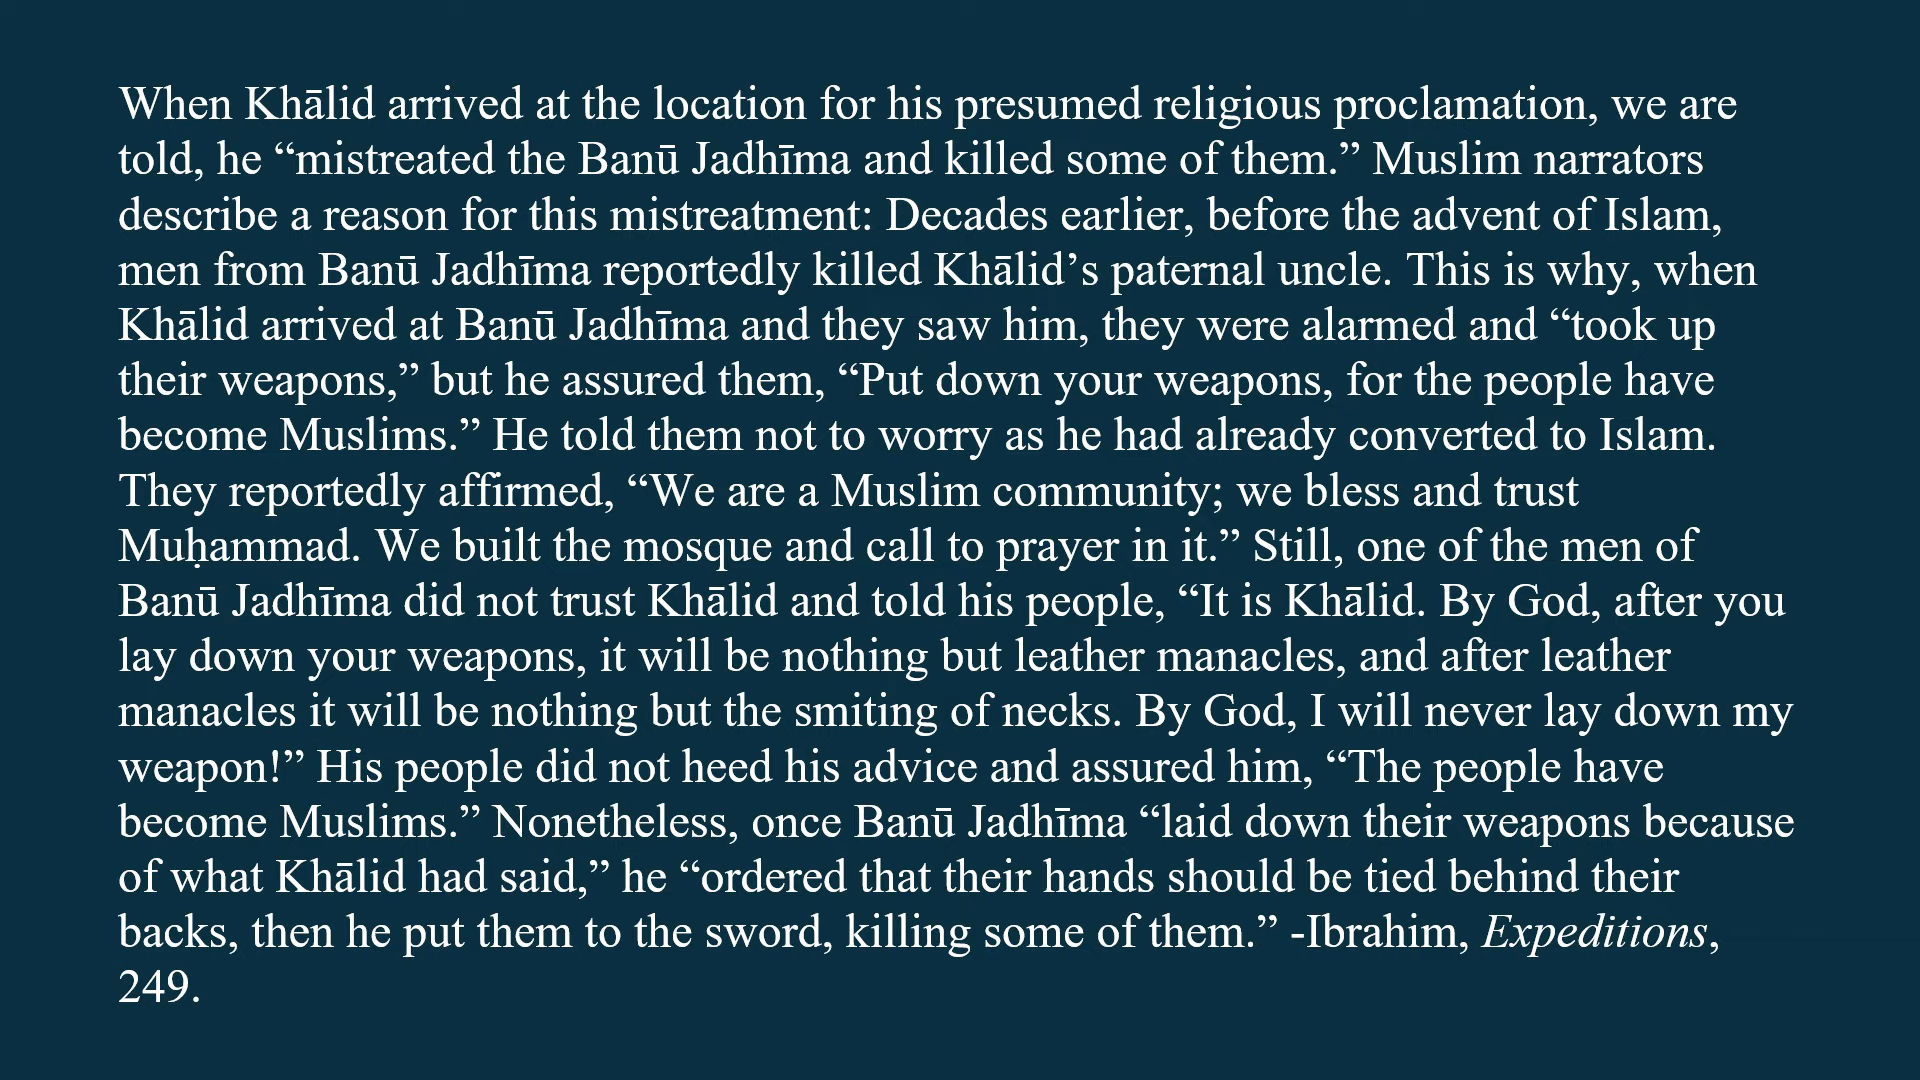 When Khālid arrived at the location for his presumed religious proclamation, we are
told, he “mistreated the Banū Jadhīma and killed some of them.” Muslim narrators
describe a reason for this mistreatment: Decades earlier, before the advent of Islam,
men from Banū Jadhīma reportedly killed Khālid’s paternal uncle. This is why, when
Khālid arrived at Banū Jadhīma and they saw him, they were alarmed and “took up
their weapons,” but he assured them, “Put down your weapons, for the people have
become Muslims.” He told them not to worry as he had already converted to Islam.
They reportedly affirmed, “We are a Muslim community; we bless and trust
Muḥammad. We built the mosque and call to prayer in it.” Still, one of the men of
Banū Jadhīma did not trust Khālid and told his people, “It is Khālid. By God, after you
lay down your weapons, it will be nothing but leather manacles, and after leather
manacles it will be nothing but the smiting of necks. By God, I will never lay down my
weapon!” His people did not heed his advice and assured him, “The people have
become Muslims.” Nonetheless, once Banū Jadhīma “laid down their weapons because
of what Khālid had said,” he “ordered that their hands should be tied behind their
backs, then he put them to the sword, killing some of them.” -Ibrahim, Expeditions,
249.